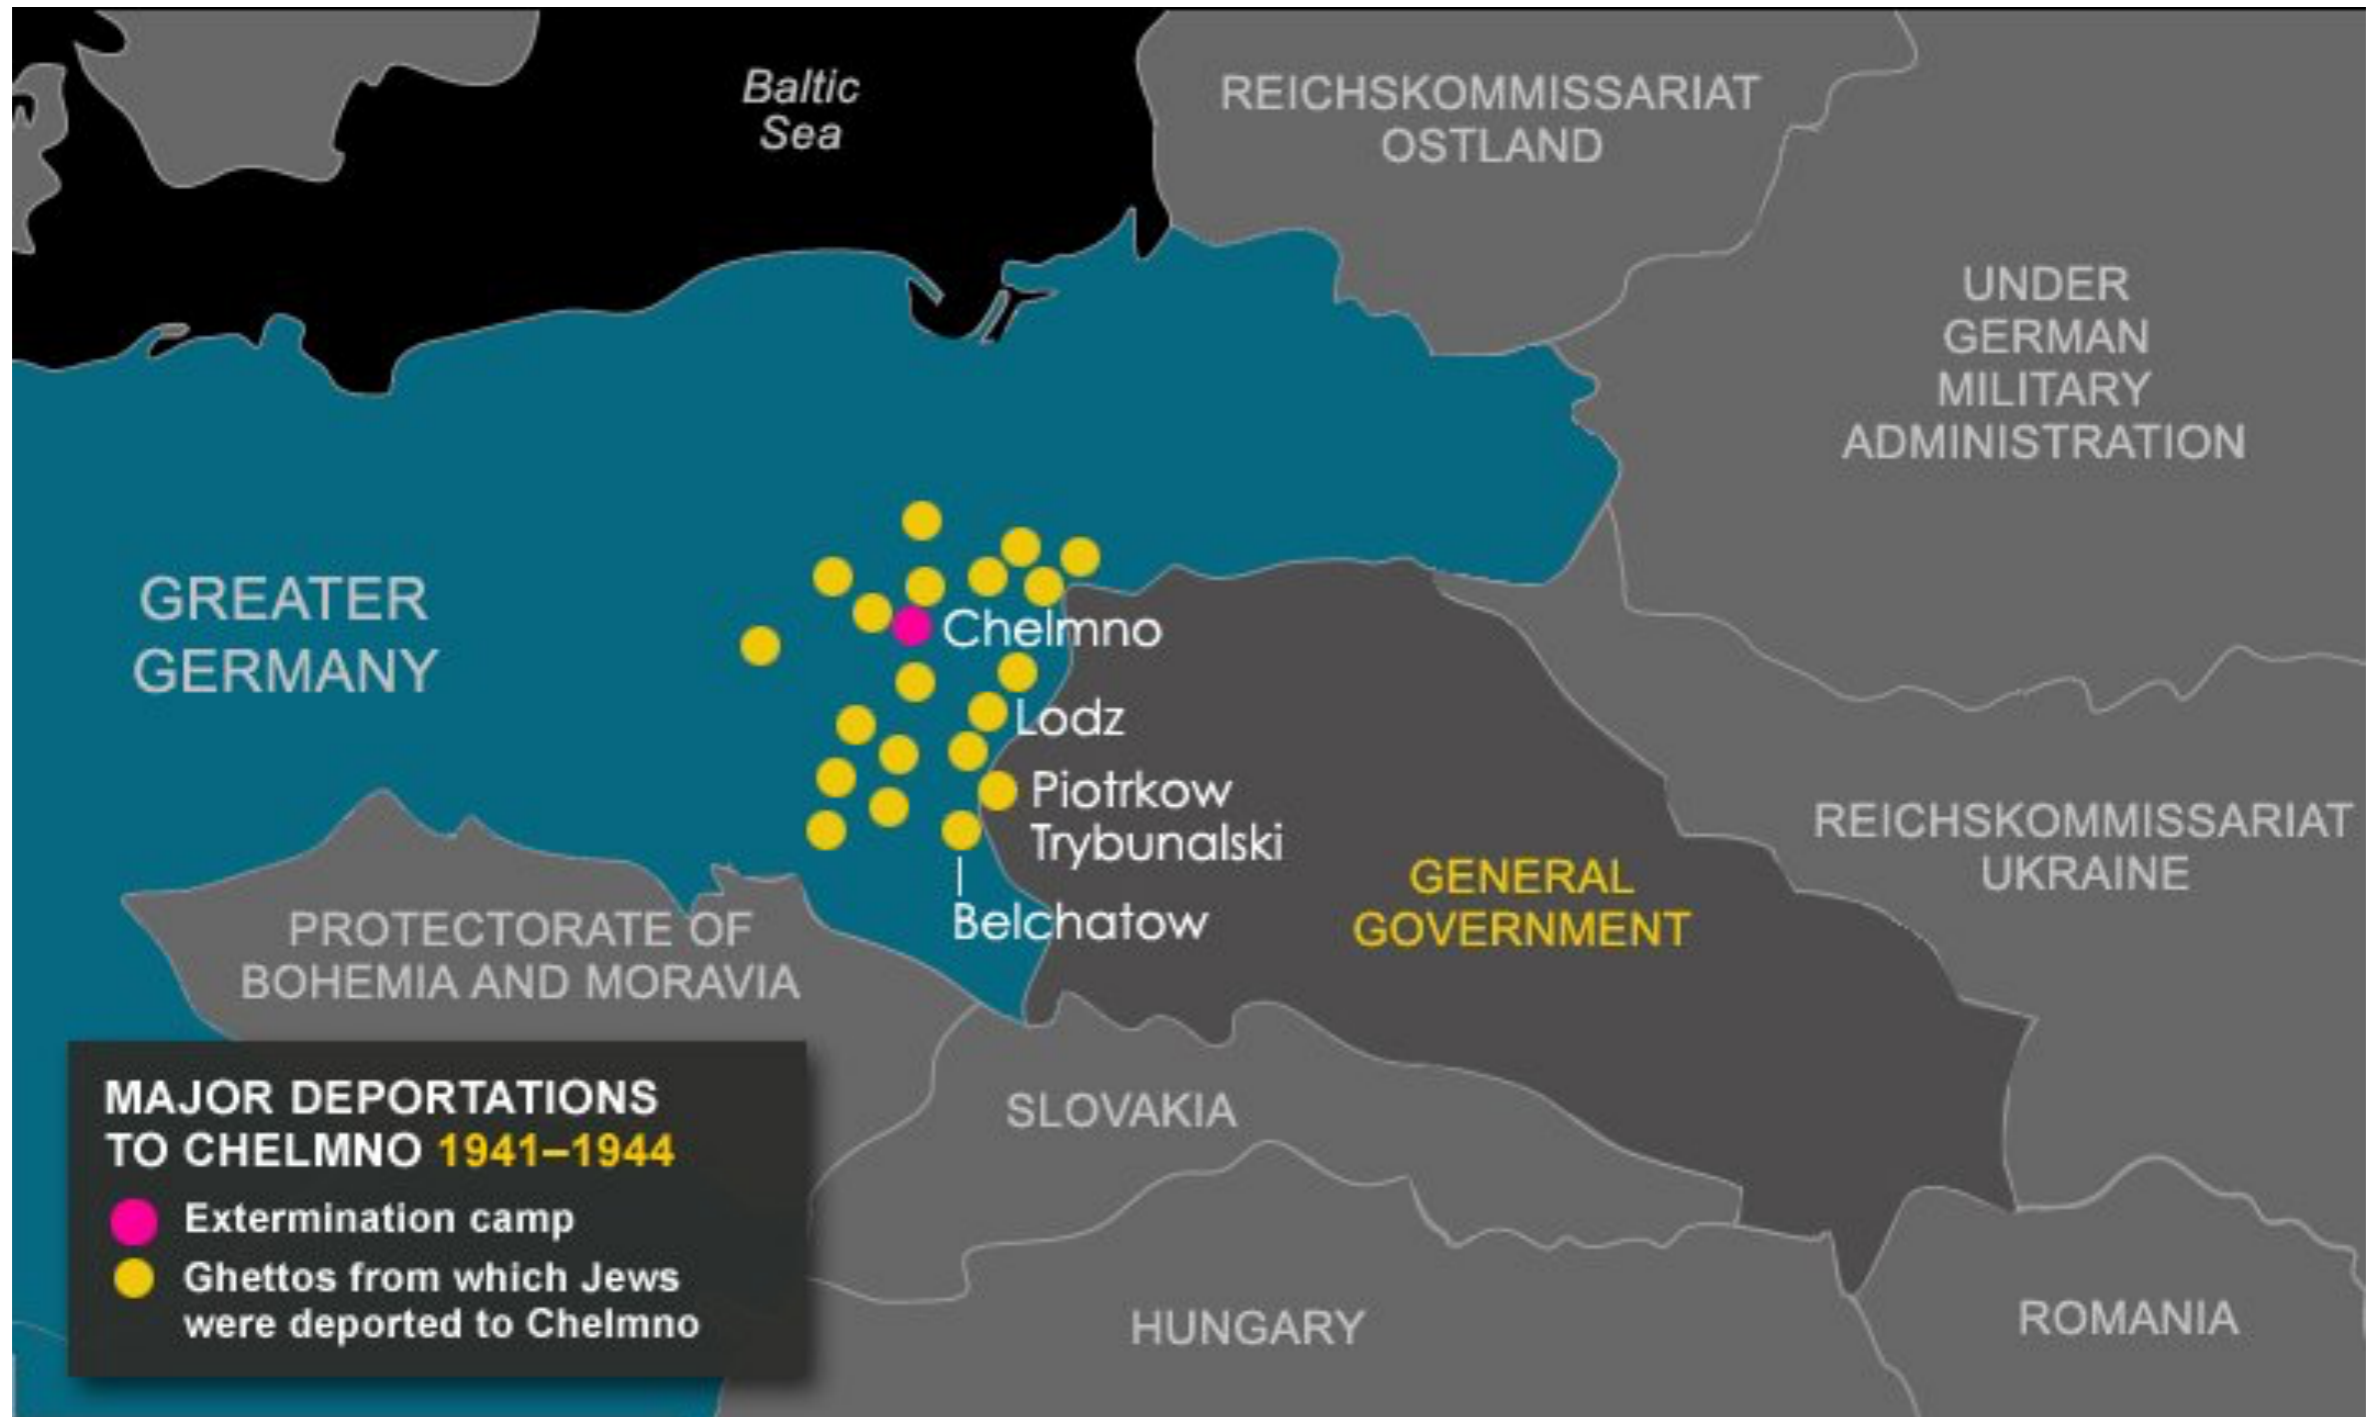 Baltic
Sea
REICHSKOMMISSARIAT
OSTLAND
UNDER
GERMAN
MILITARY
ADMINISTRATION
GREATER
GERMANY
Chelmno
Lodz
Piotrkow
Trybunalski
Belchatow
GENERAL
GOVERNMENT
REICHSKOMMISSARIAT
UKRAINE
PROTECTORATE OF
BOHEMIA AND MORAVIA
SLOVAKIA
HUNGARY
ROMANIA
MAJOR DEPORTATIONS
TO CHELMNO 1941–1944
Extermination camp
Ghettos from which Jews
were deported to Chelmno